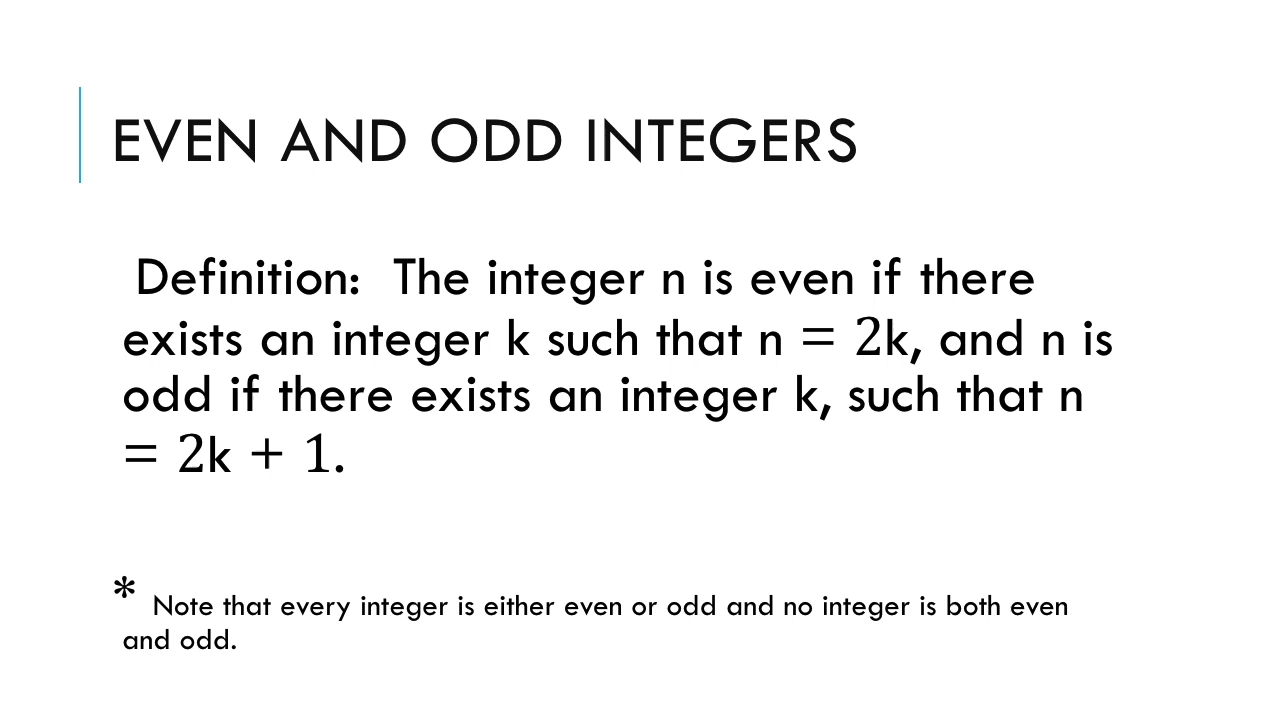 EVEN AND ODD INTEGERS
Definition: The integer n is even if there
exists an integer k such that n = 2k, and n is
odd if there exists an integer k, such that n
= 2k + 1.
* Note that every integer is either even or odd and no integer is both even
and odd.